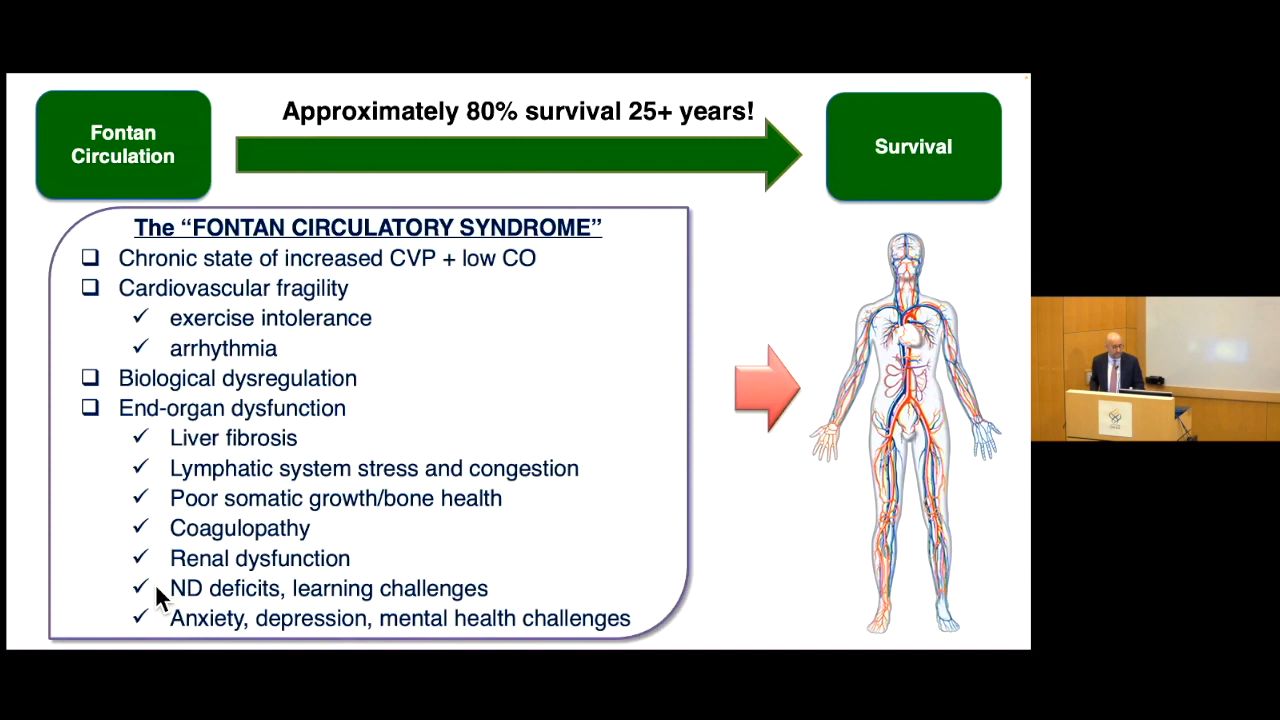 Approximately 80% survival 25+ years!
Fontan
Circulation
Survival
The “FONTAN CIRCULATORY SYNDROME”
❑ Chronic state of increased CVP + low CO
❑ Cardiovascular fragility
✓ exercise intolerance
✓ arrhythmia
❑ Biological dysregulation
❑ End-organ dysfunction
✓ Liver fibrosis
✓ Lymphatic system stress and congestion
✓ Poor somatic growth/bone health
✓ Coagulopathy
✓ Renal dysfunction
✓ ND deficits, learning challenges
✓ Anxiety, depression, mental health challenges